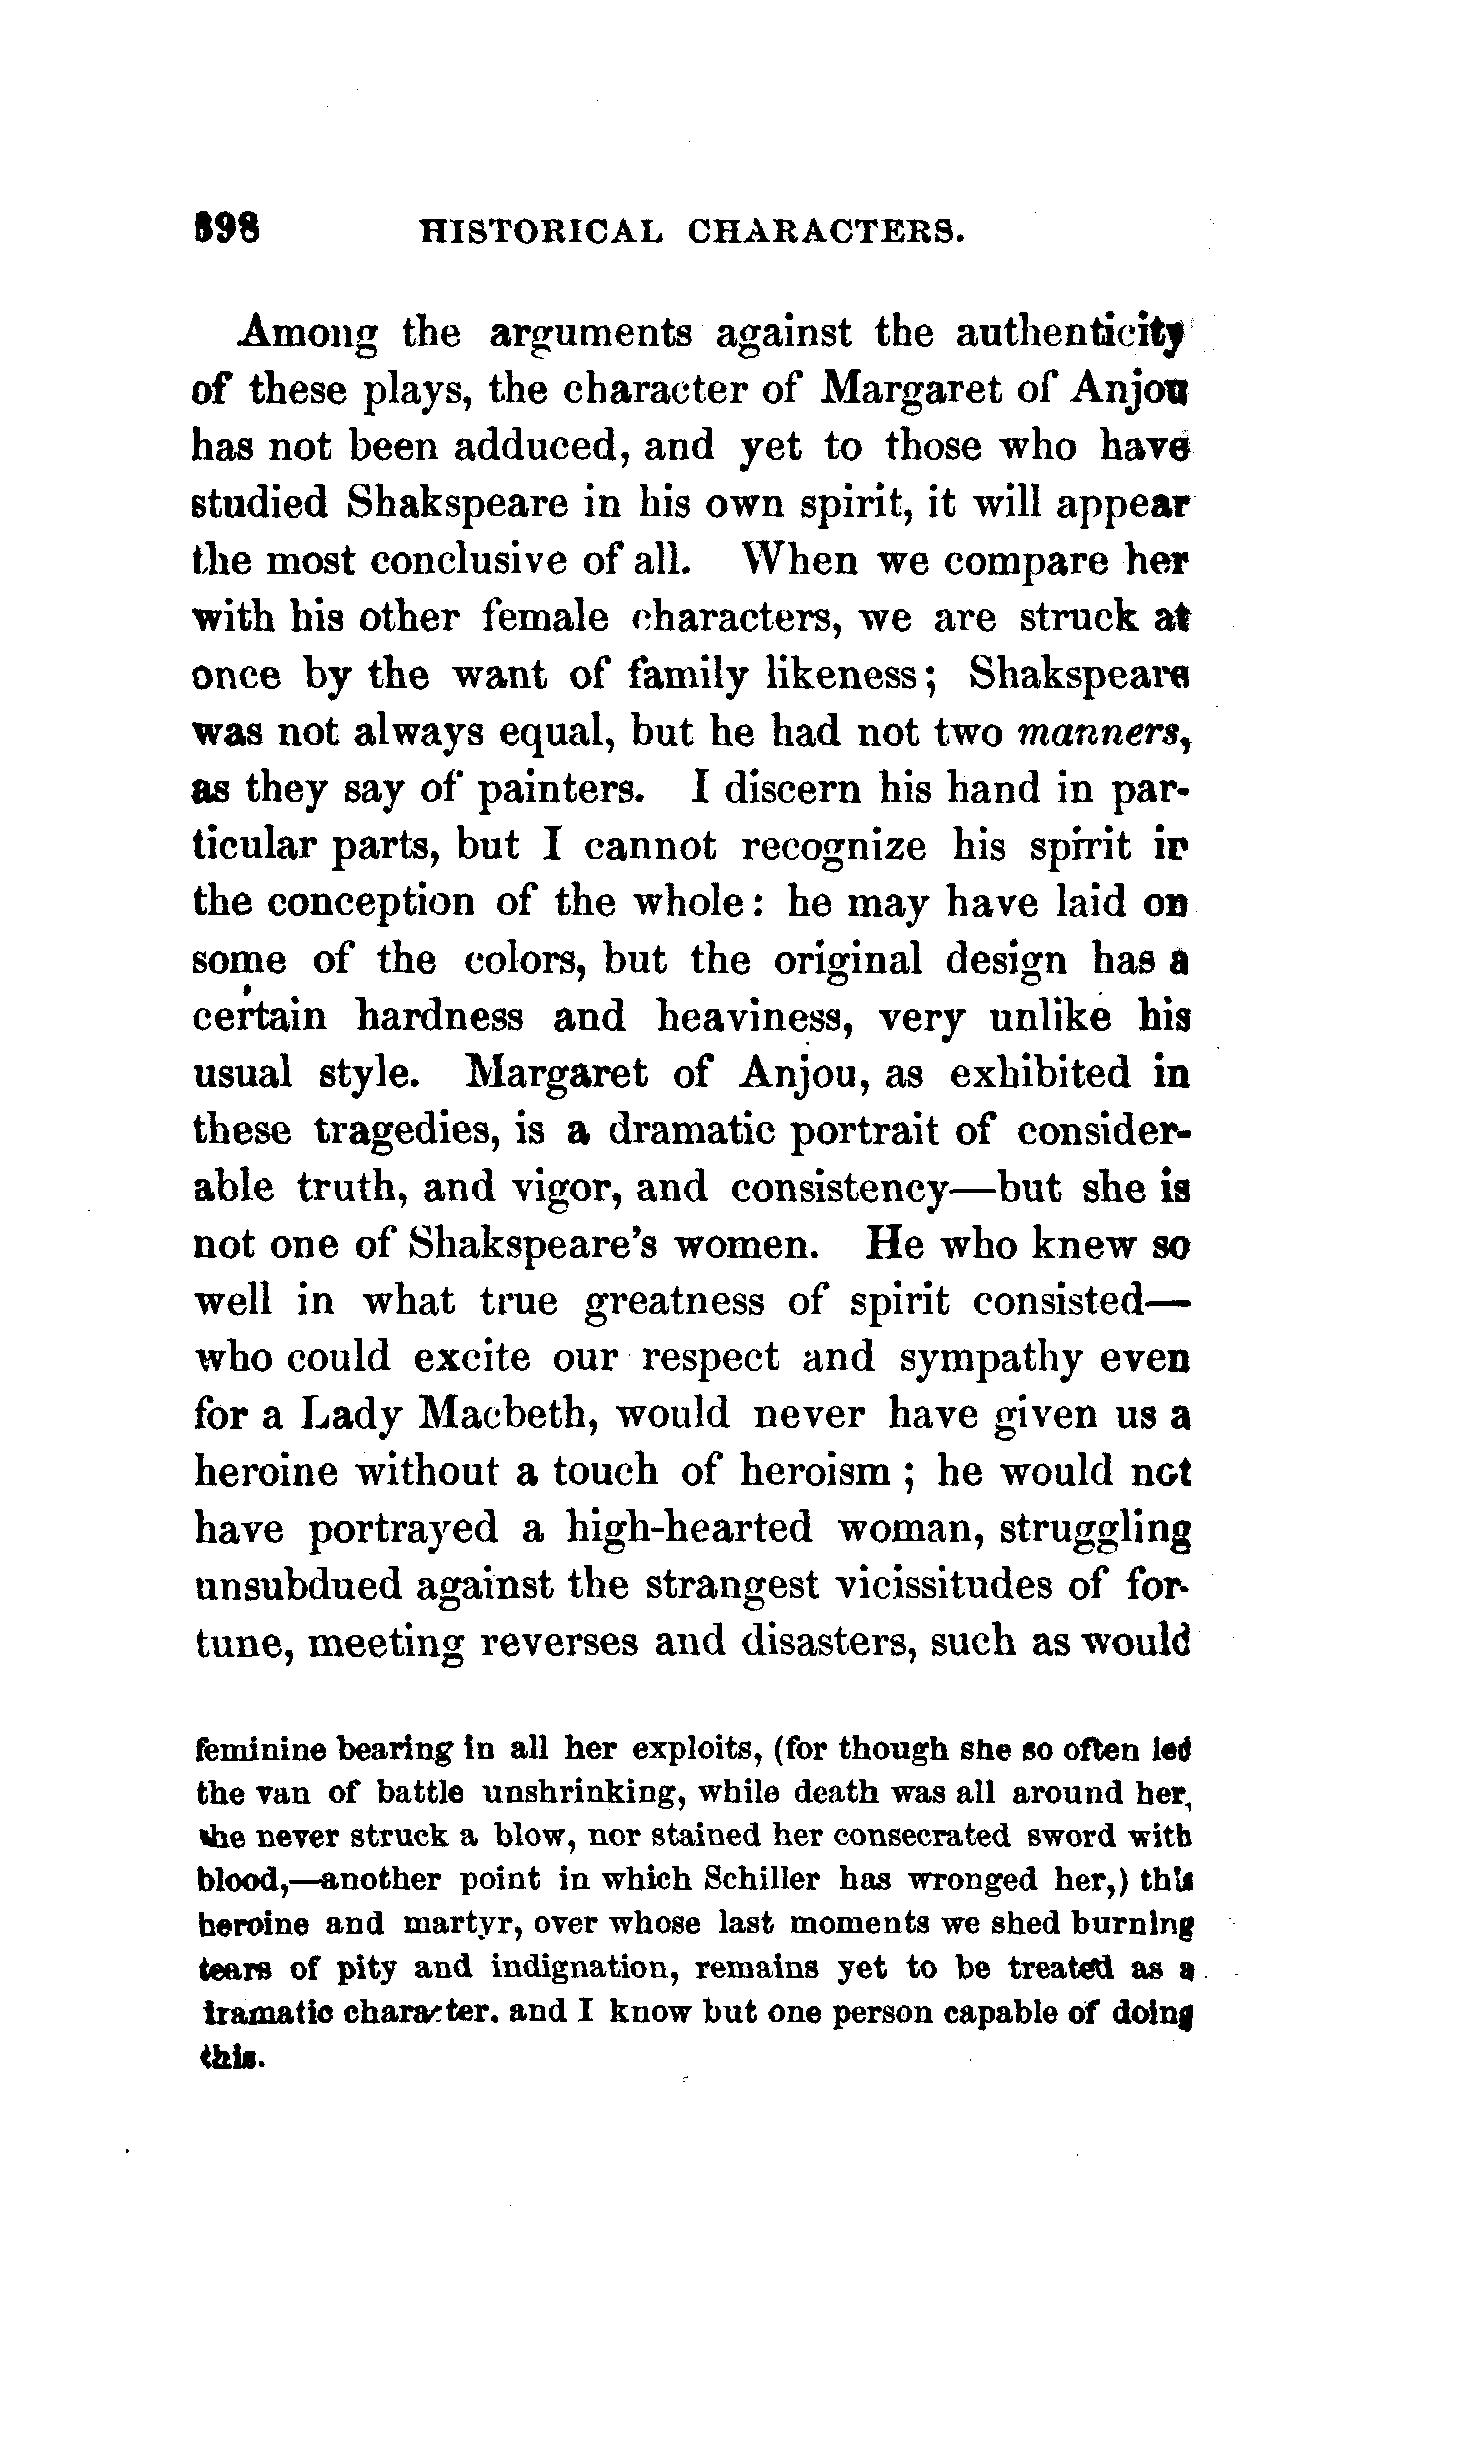 398 HISTORICAL CHARACTERS.
Among the arguments against the authenticity
of these plays, the character of Margaret of Anjou
has not been adduced, and yet to those who have
studied Shakspeare in his own spirit, it will appear
the most conclusive of all. When we compare her
with his other female characters, we are struck at
once by the want of family likeness; Shakspeare
was not always equal, but he had not two manners,
as they say of painters. I discern his hand in par-
ticular parts, but I cannot recognize his spirit in
the conception of the whole: he may have laid on
some of the colors, but the original design has a
certain hardness and heaviness, very unlike his
usual style. Margaret of Anjou, as exhibited in
these tragedies, is a dramatic portrait of consider-
able truth, and vigor, and consistency—but she is
not one of Shakspeare's women. He who knew so
well in what true greatness of spirit consisted—
who could excite our respect and sympathy even
for a Lady Macbeth, would never have given us a
heroine without a touch of heroism; he would not
have portrayed a high-hearted woman, struggling
unsubdued against the strangest vicissitudes of for-
tune, meeting reverses and disasters, such as would
feminine bearing in all her exploits, (for though she so often led
the van of battle unshrinking, while death was all around her,
she never struck a blow, nor stained her consecrated sword with
blood,—another point in which Schiller has wronged her,) this
heroine and martyr, over whose last moments we shed burning
tears of pity and indignation, remains yet to be treated as a
dramatic character. and I know but one person capable of doing
this.